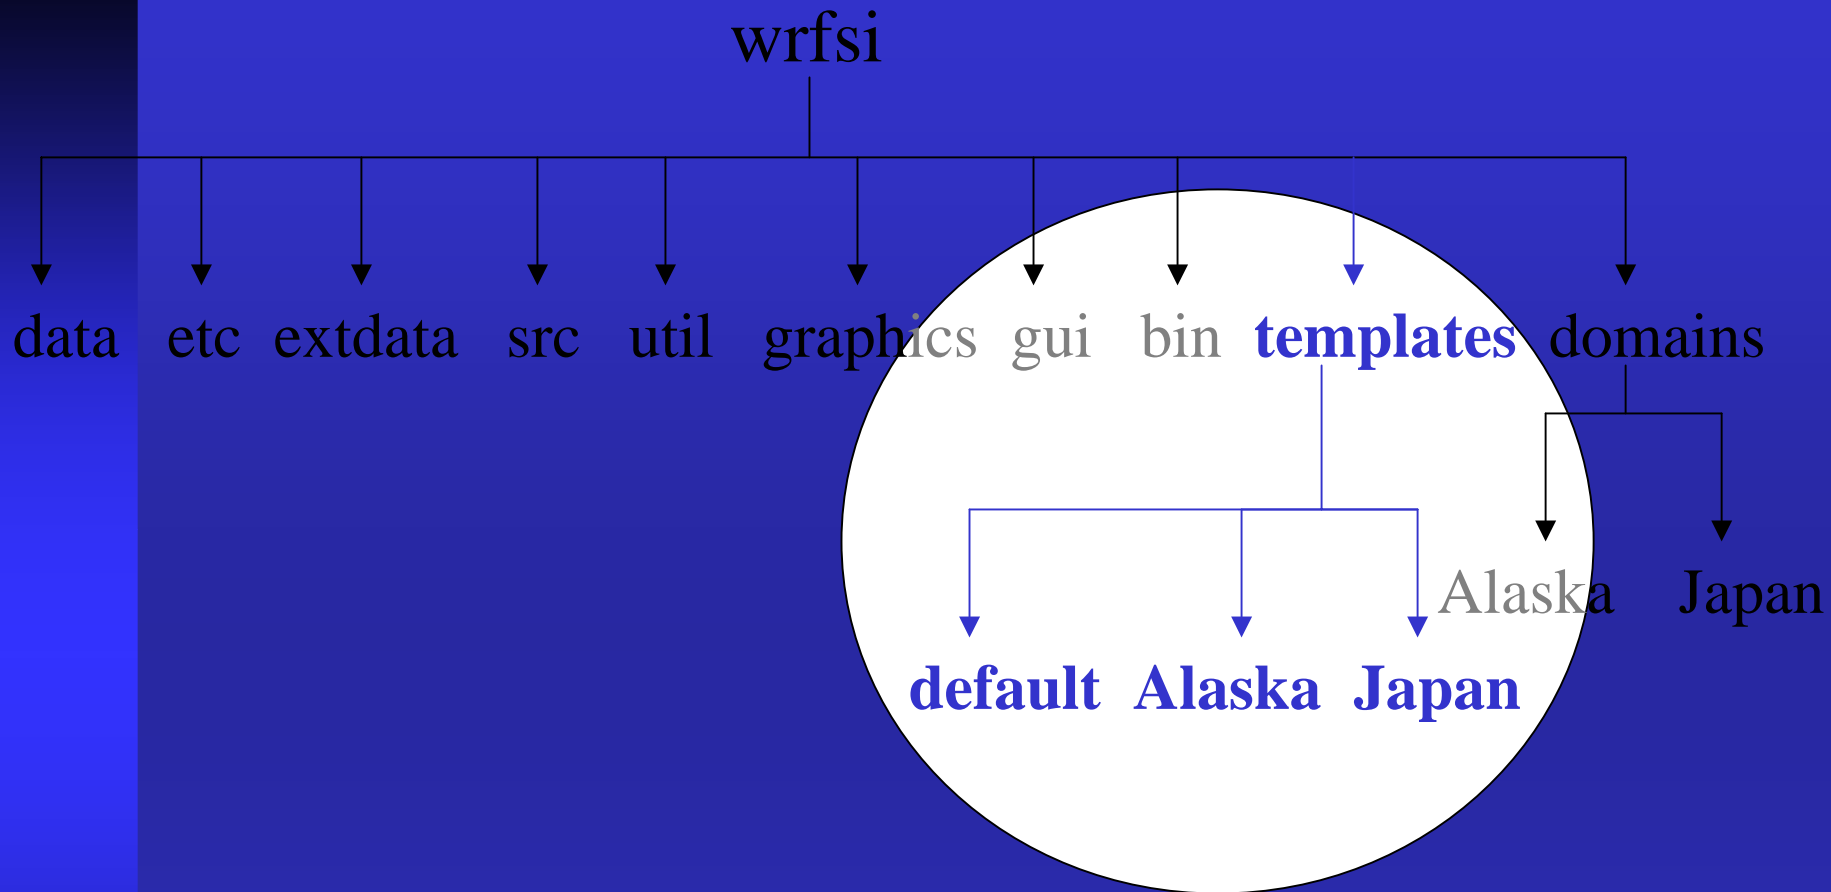 wrfsi
data etc extdata src util graphics gui bin templates domains
Alaska Japan
default Alaska Japan